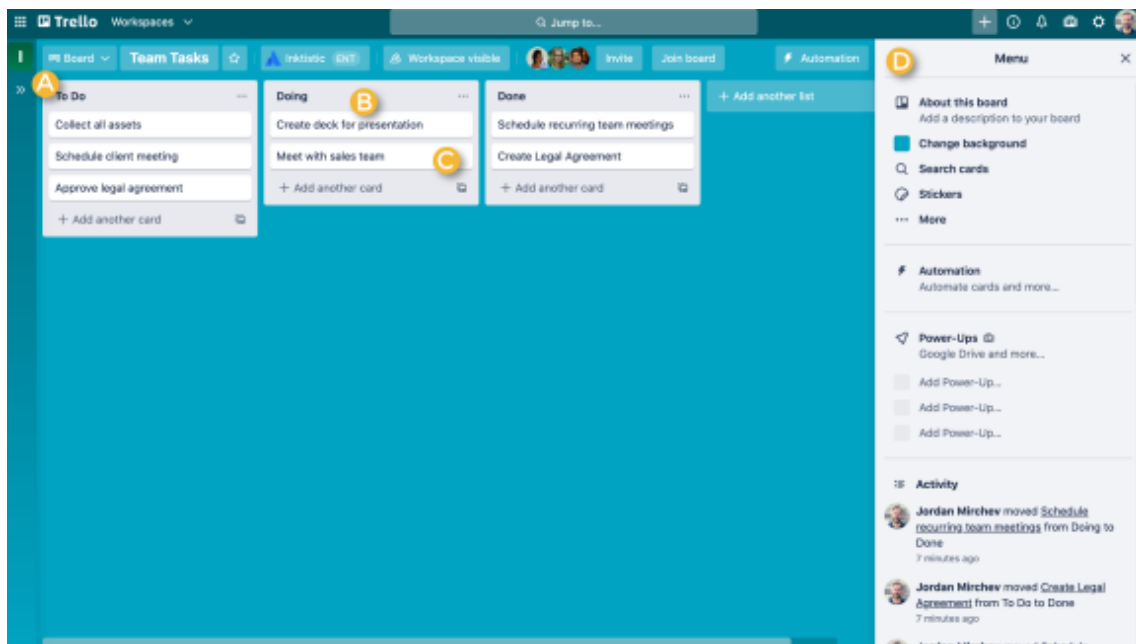 Trello Workspaces Jump to...
I Board Team Tasks Inktistic ENT Workspace visible Invite Join board Automation
A
To Do
Collect all assets
Schedule client meeting
Approve legal agreement
+ Add another card
B
Doing
Create deck for presentation
Meet with sales team
C
+ Add another card
Done
Schedule recurring team meetings
Create Legal Agreement
+ Add another card
+ Add another list
D
Menu
About this board
Add a description to your board
Change background
Search cards
Stickers
More
Automation
Automate cards and more...
Power-Ups
Google Drive and more...
Add Power-Up...
Add Power-Up...
Add Power-Up...
Activity
Jordan Mirchev moved Schedule
recurring team meetings from Doing to
Done
7 minutes ago
Jordan Mirchev moved Create Legal
Agreement from To Do to Done
7 minutes ago